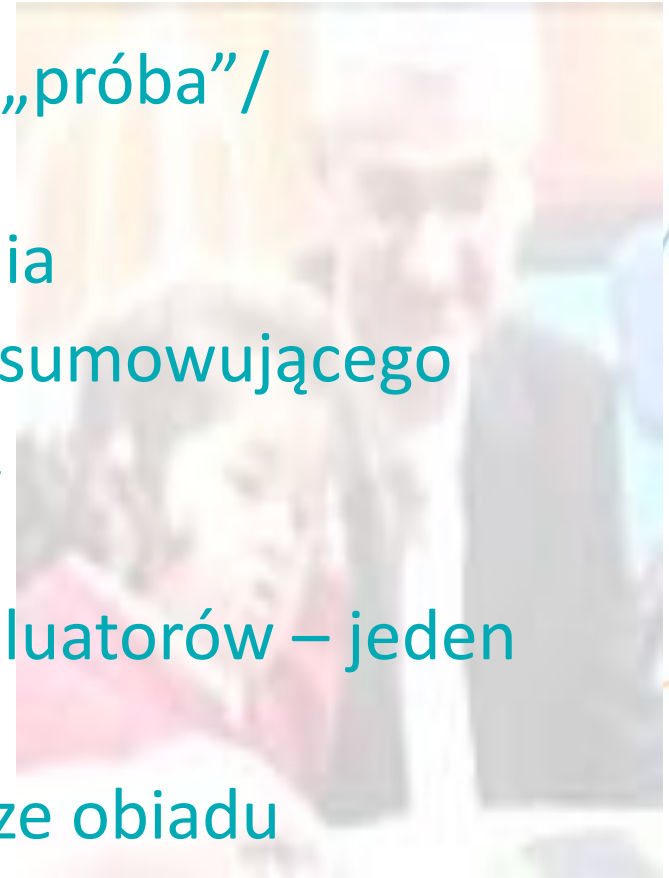 „próba”/
ia
sumowującego
luatorów – jeden
ze obiadu